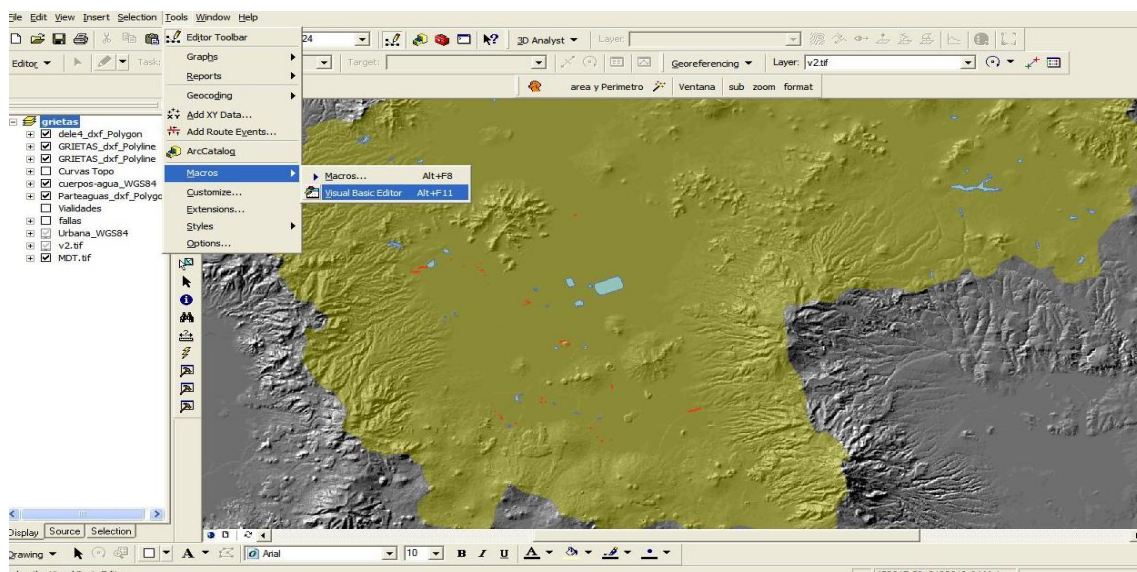 File Edit View Insert Selection Tools Window Help
24 3D Analyst Layer:
Editor Task: Target: Georeferencing Layer: v2.tif
area y Perimetro Ventana sub zoom format
Editor Toolbar
Graphs
Reports
Geocoding
Add XY Data...
Add Route Events...
ArcCatalog
Macros
Customize...
Extensions...
Styles
Options...
Macros... Alt+F8
Visual Basic Editor Alt+F11
grietas
dele4_dxf_Polygon
GRIETAS_dxf_Polyline
GRIETAS_dxf_Polyline
Curvas Topo
cuerpos-agua_WGS84
Parteaguas_dxf_Polygo
Vialidades
fallas
Urbana_WGS84
v2.tif
MDT.tif
Display Source Selection
Drawing A Arial 10 B I U A